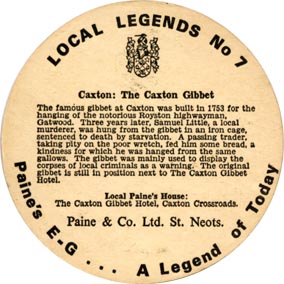 LOCAL LEGENDS No 7
Caxton: The Caxton Gibbet
The famous gibbet at Caxton was built in 1753 for the
hanging of the notorious Royston highwayman,
Gatwood. Three years later, Samuel Little, a local
murderer, was hung from the gibbet in an iron cage,
sentenced to death by starvation. A passing trader,
taking pity on the poor wretch, fed him some bread, a
kindness for which he was hanged from the same
gallows. The gibbet was mainly used to display the
corpses of local criminals as a warning. The original
gibbet is still in position next to The Caxton Gibbet
Hotel.
Local Paine's House:
The Caxton Gibbet Hotel, Caxton Crossroads.
Paine & Co. Ltd. St. Neots.
Paine's E-G . . . A Legend of Today